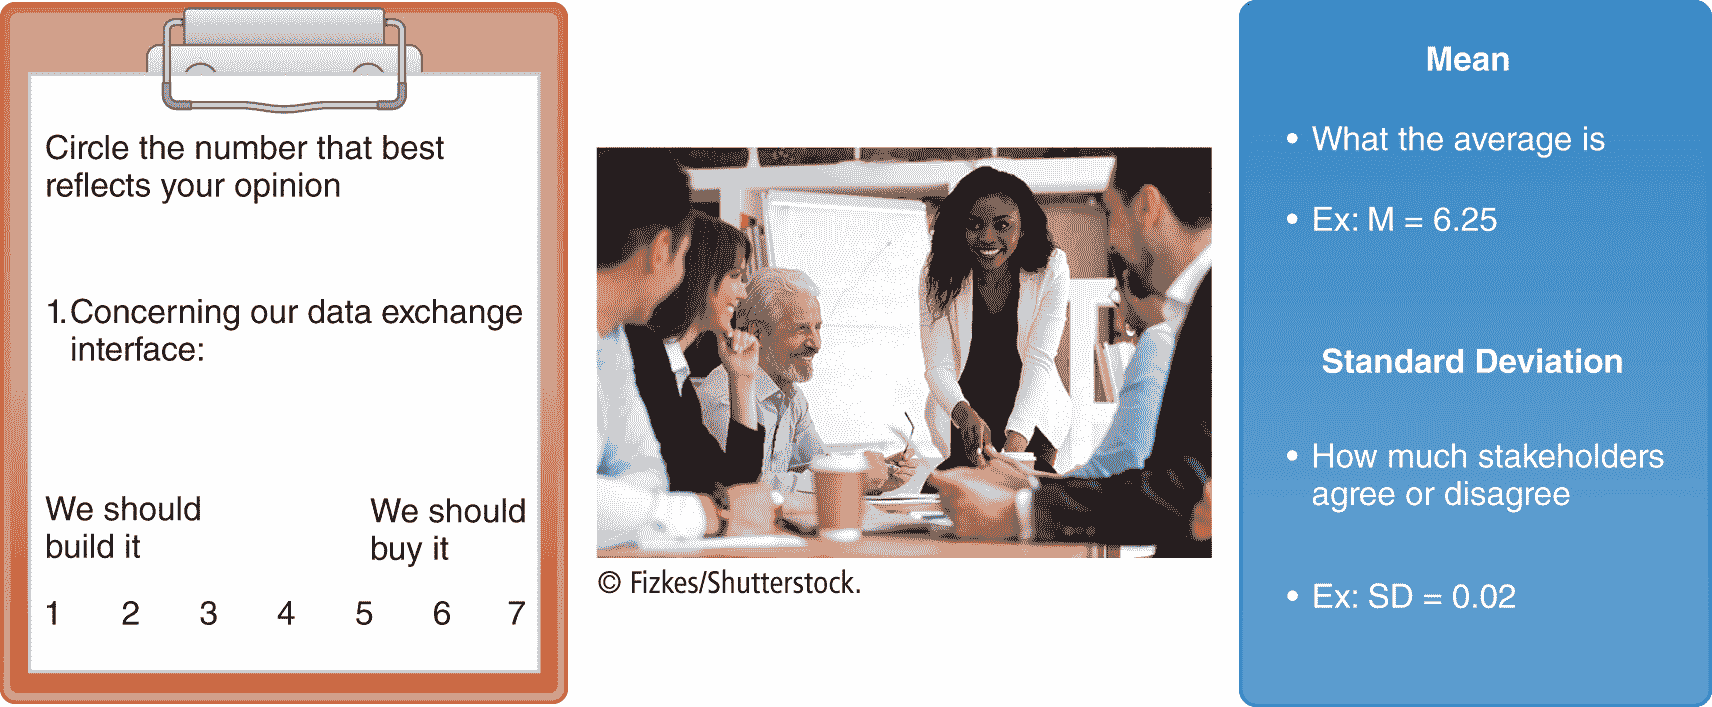 Circle the number that best
reflects your opinion
1. Concerning our data exchange
interface:
We should
build it
We should
buy it
1 2 3 4 5 6 7
© Fizkes/Shutterstock.
Mean
• What the average is
• Ex: M = 6.25
Standard Deviation
• How much stakeholders
agree or disagree
• Ex: SD = 0.02